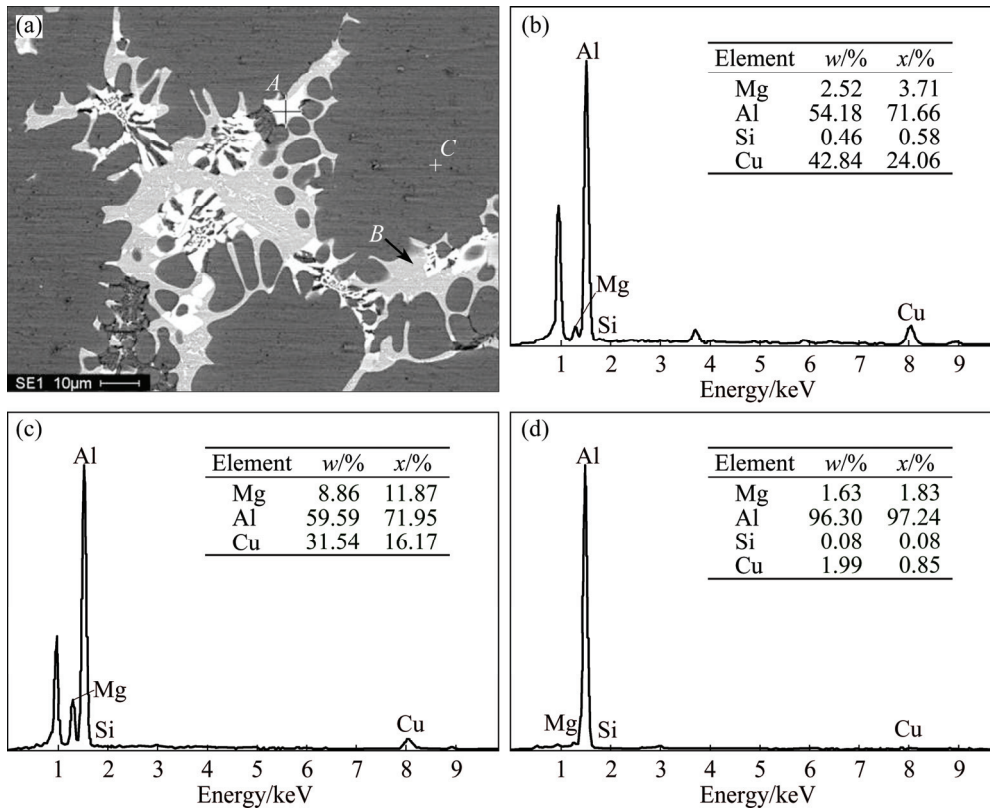 (a)
A
C
B
SE1 10μm
(b)
Al
Element w/% x/%
Mg 2.52 3.71
Al 54.18 71.66
Si 0.46 0.58
Cu 42.84 24.06
Mg
Si
Cu
1 2 3 4 5 6 7 8 9
Energy/keV
(c)
Al
Element w/% x/%
Mg 8.86 11.87
Al 59.59 71.95
Cu 31.54 16.17
Mg
Si
Cu
1 2 3 4 5 6 7 8 9
Energy/keV
(d)
Al
Element w/% x/%
Mg 1.63 1.83
Al 96.30 97.24
Si 0.08 0.08
Cu 1.99 0.85
Mg
Si
Cu
1 2 3 4 5 6 7 8 9
Energy/keV